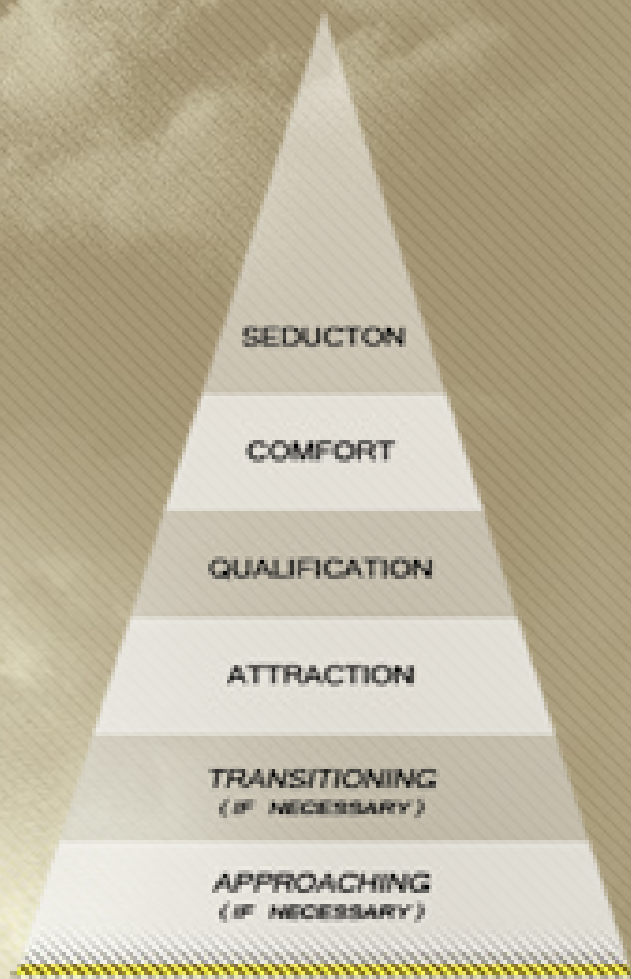 SEDUCTON
COMFORT
QUALIFICATION
ATTRACTION
TRANSITIONING
(IF NECESSARY)
APPROACHING
(IF NECESSARY)